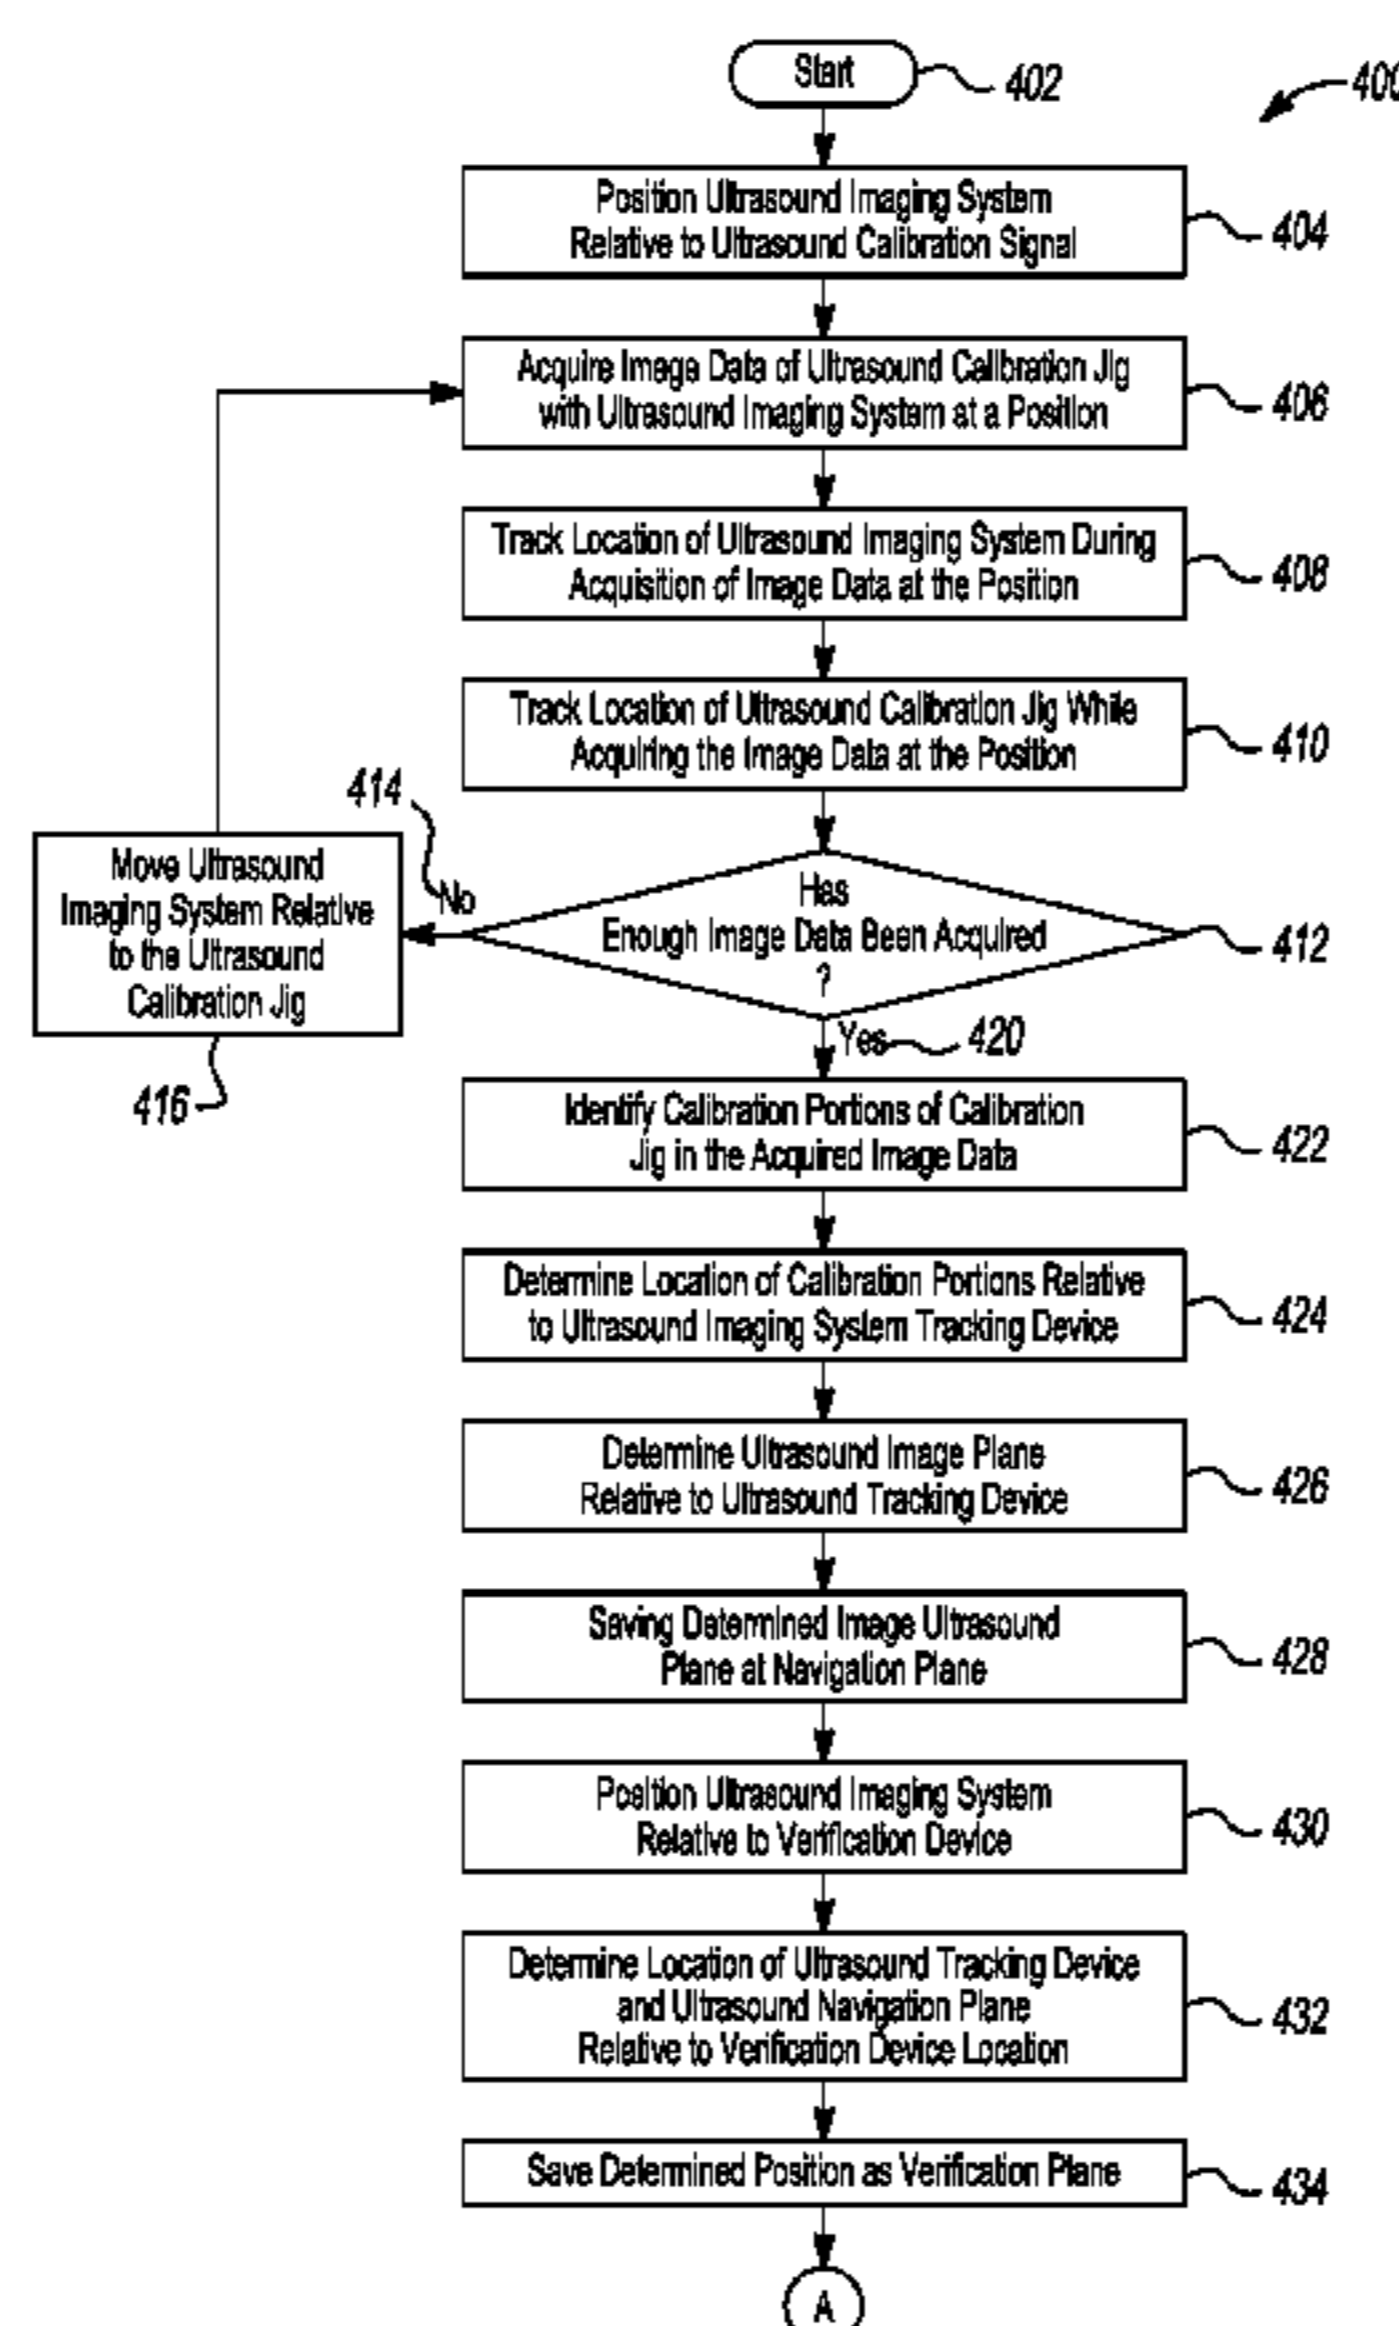 Start
402
400
Position Ultrasound Imaging System
Relative to Ultrasound Calibration Signal
404
Acquire Image Data of Ultrasound Calibration Jig
with Ultrasound Imaging System at a Position
406
Track Location of Ultrasound Imaging System During
Acquisition of Image Data at the Position
408
Track Location of Ultrasound Calibration Jig While
Acquiring the Image Data at the Position
410
414
No
Move Ultrasound
Imaging System Relative
to the Ultrasound
Calibration Jig
416
Has
Enough Image Data Been Acquired
?
412
Yes
420
Identify Calibration Portions of Calibration
Jig in the Acquired Image Data
422
Determine Location of Calibration Portions Relative
to Ultrasound Imaging System Tracking Device
424
Determine Ultrasound Image Plane
Relative to Ultrasound Tracking Device
426
Saving Determined Image Ultrasound
Plane at Navigation Plane
428
Position Ultrasound Imaging System
Relative to Verification Device
430
Determine Location of Ultrasound Tracking Device
and Ultrasound Navigation Plane
Relative to Verification Device Location
432
Save Determined Position as Verification Plane
434
A